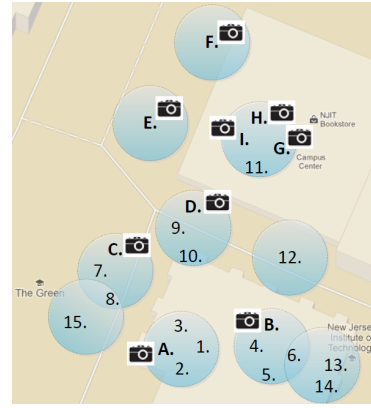 F.
E.
H.
NJIT
Bookstore
I.
G.
Campus
Center
11.
D.
9.
10.
C.
7.
12.
8.
The Green
15.
3.
A.
1.
2.
B.
4.
6.
5.
New Jersey
Institute of
Technology
13.
14.